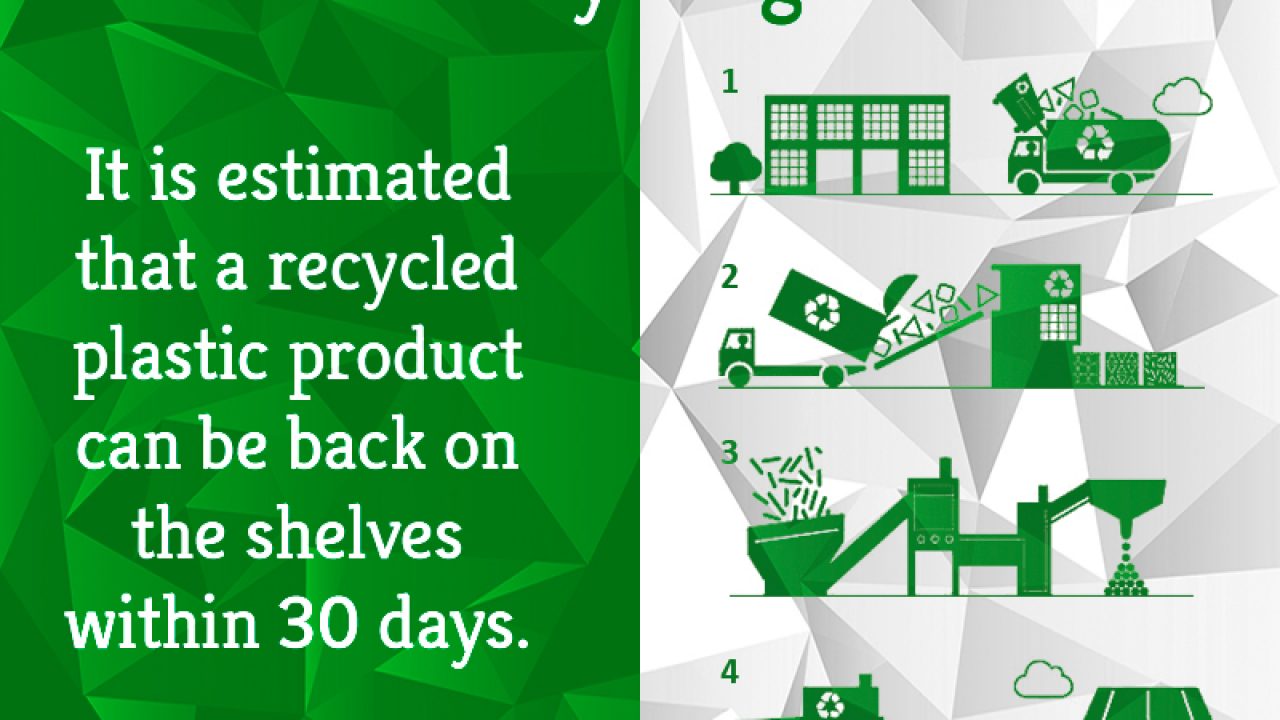 It is estimated
that a recycled
plastic product
can be back on
the shelves
within 30 days.
1
2
3
4